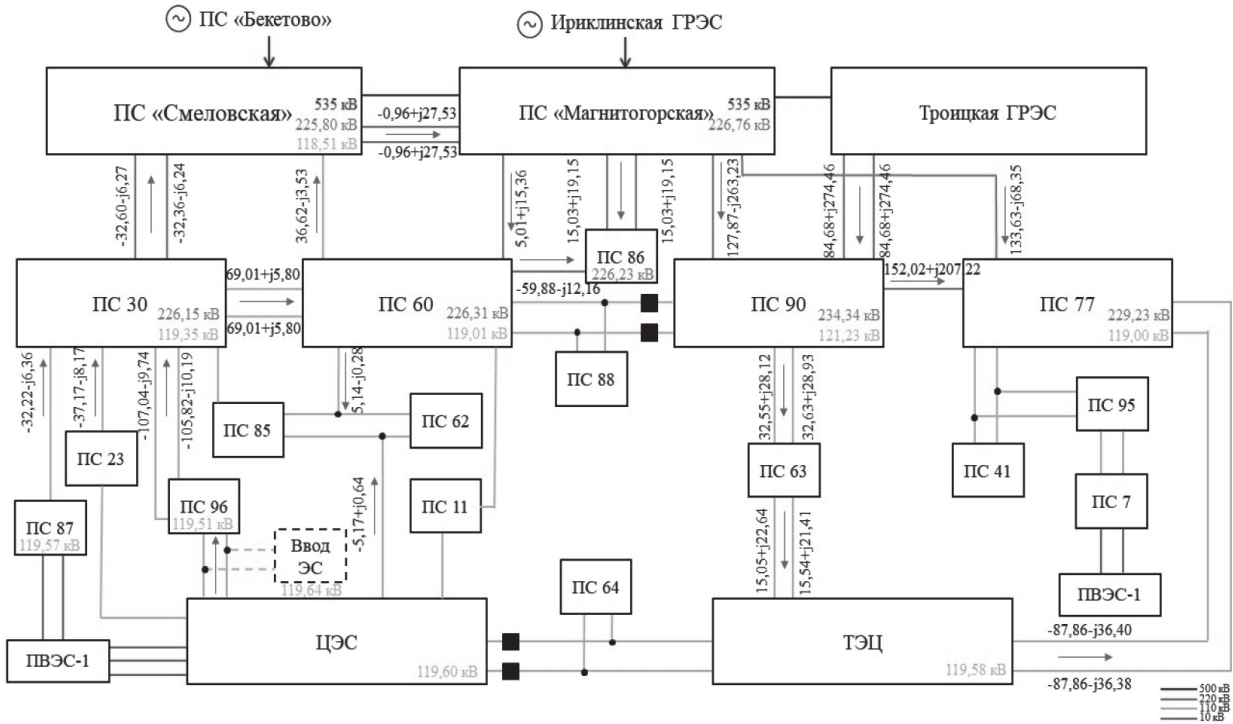 ПС «Бекетово»
Ириклинская ГРЭС
ПС «Смеловская»
535 кВ
225,80 кВ
118,51 кВ
-0,96+j27,53
-0,96+j27,53
ПС «Магнитогорская»
535 кВ
226,76 кВ
Троицкая ГРЭС
-32,60-j6,27
-32,36-j6,24
36,62-j3,53
5,01+j15,36
15,03+j19,15
15,03+j19,15
127,87-j263,23
84,68+j274,46
84,68+j274,46
133,63-j68,35
ПС 30
226,15 кВ
119,35 кВ
69,01+j5,80
69,01+j5,80
ПС 60
226,31 кВ
119,01 кВ
ПС 86
226,23 кВ
-59,88-j12,16
ПС 90
234,34 кВ
121,23 кВ
152,02+j207,22
ПС 77
229,23 кВ
119,00 кВ
-32,22-j6,36
-37,17-j8,17
-107,04-j9,74
-105,82-j10,19
5,14-j0,28
ПС 88
32,55+j28,12
32,63+j28,93
ПС 95
ПС 85
ПС 62
ПС 23
ПС 63
ПС 41
ПС 96
119,51 кВ
ПС 11
ПС 7
ПС 87
119,57 кВ
-5,17+j0,64
Ввод
ЭС
119,64 кВ
15,05+j22,64
15,54+j21,41
ПС 64
ПВЭС-1
ПВЭС-1
ЦЭС
119,60 кВ
ТЭЦ
119,58 кВ
-87,86-j36,40
-87,86-j36,38
500 кВ
220 кВ
110 кВ
10 кВ